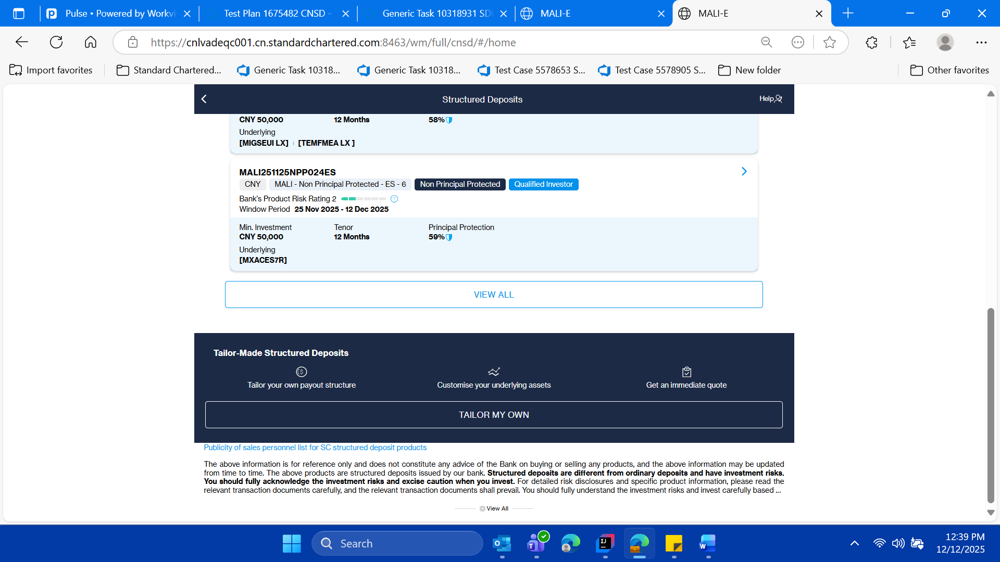 Pulse • Powered by Workvi
Test Plan 1675482 CNSD -
Generic Task 10318931 SD
MALI-E
MALI-E
https://cnlvadeqc001.cn.standardchartered.com:8463/wm/full/cnsd/#/home
Import favorites
Standard Chartered...
Generic Task 10318...
Generic Task 10318...
Test Case 5578653 S...
Test Case 5578905 S...
New folder
Other favorites
Structured Deposits
Help
CNY 50,000 12 Months 58%
Underlying
[MIGSEUI LX] [TEMFMEA LX ]
MALI251125NPP024ES
CNY MALI - Non Principal Protected - ES - 6 Non Principal Protected Qualified Investor
Bank's Product Risk Rating 2 ?
Window Period 25 Nov 2025 - 12 Dec 2025
Min. Investment Tenor Principal Protection
CNY 50,000 12 Months 59%
Underlying
[MXACES7R]
VIEW ALL
Tailor-Made Structured Deposits
Tailor your own payout structure
Customise your underlying assets
Get an immediate quote
TAILOR MY OWN
Publicity of sales personnel list for SC structured deposit products
The above information is for reference only and does not constitute any advice of the Bank on buying or selling any products, and the above information may be updated
from time to time. The above products are structured deposits issued by our bank. Structured deposits are different from ordinary deposits and have investment risks.
You should fully acknowledge the investment risks and excise caution when you invest. For detailed risk disclosures and specific product information, please read the
relevant transaction documents carefully, and the relevant transaction documents shall prevail. You should fully understand the investment risks and invest carefully based ...
View All
Search
12:39 PM
12/12/2025